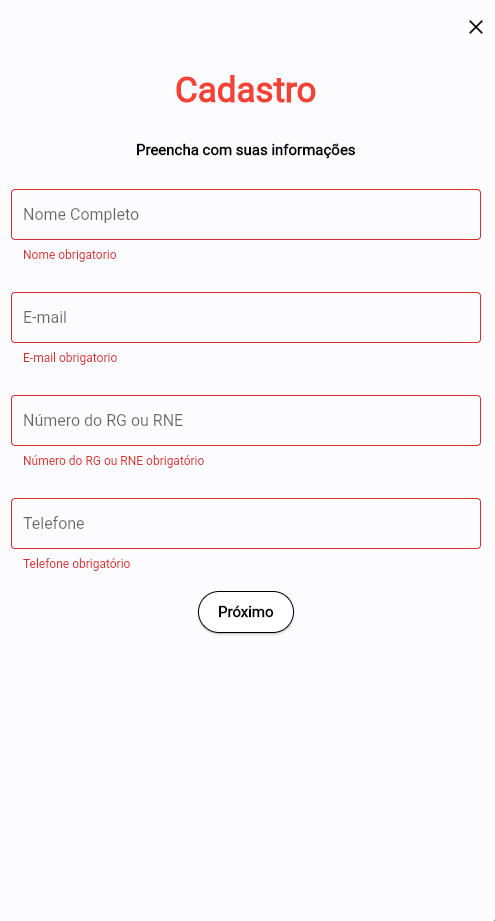 Cadastro
Preencha com suas informações
Nome Completo
Nome obrigatorio
E-mail
E-mail obrigatorio
Número do RG ou RNE
Número do RG ou RNE obrigatório
Telefone
Telefone obrigatório
Próximo